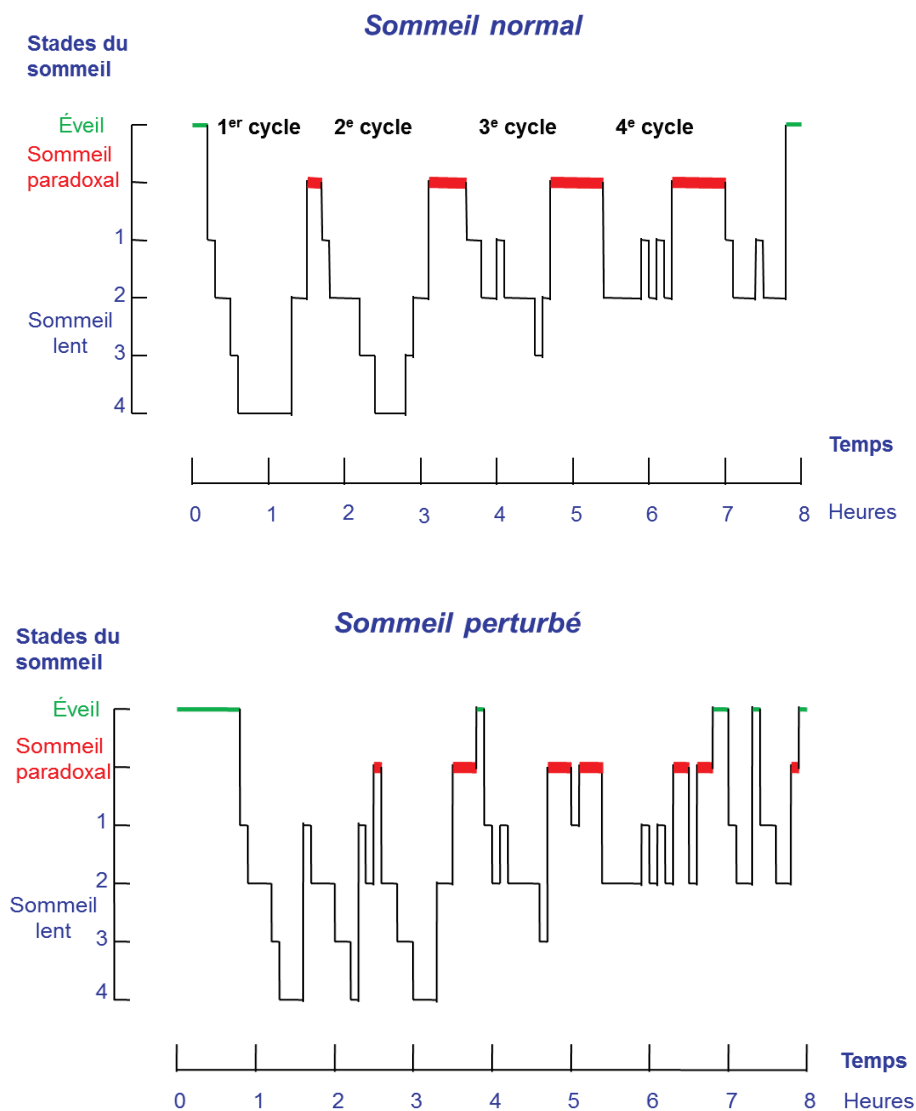 Sommeil normal
Stades du
sommeil
Éveil
1er cycle
2e cycle
3e cycle
4e cycle
Sommeil
paradoxal
1
2
Sommeil
lent
3
4
Temps
0 1 2 3 4 5 6 7 8 Heures
Sommeil perturbé
Stades du
sommeil
Éveil
Sommeil
paradoxal
1
2
Sommeil
lent
3
4
Temps
0 1 2 3 4 5 6 7 8 Heures